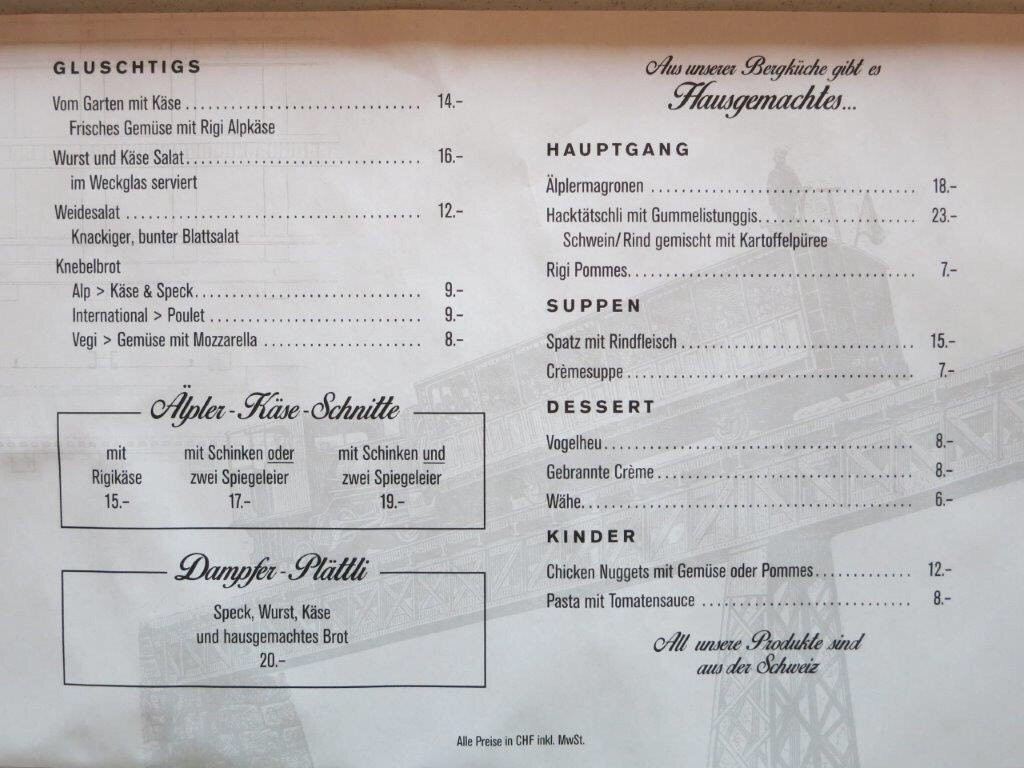 GLUSCHTIGS
Vom Garten mit Käse ........................................ 14.–
Frisches Gemüse mit Rigi Alpkäse
Wurst und Käse Salat........................................ 16.–
im Weckglas serviert
Weidesalat ........................................ 12.–
Knackiger, bunter Blattsalat
Knebelbrot
Alp > Käse & Speck........................................ 9.–
International > Poulet ........................................ 9.–
Vegi > Gemüse mit Mozzarella ........................................ 8.–
Älpler-Käse-Schnitte
mit mit Schinken oder mit Schinken und
Rigikäse zwei Spiegeleier zwei Spiegeleier
15.– 17.– 19.–
Dampfer-Plättli
Speck, Wurst, Käse
und hausgemachtes Brot
20.–
Aus unserer Bergküche gibt es
Hausgemachtes...
HAUPTGANG
Älplermagronen ........................................ 18.–
Hacktätschli mit Gummelistunggis........................................ 23.–
Schwein/Rind gemischt mit Kartoffelpüree
Rigi Pommes........................................ 7.–
SUPPEN
Spatz mit Rindfleisch ........................................ 15.–
Crèmesuppe........................................ 7.–
DESSERT
Vogelheu........................................ 8.–
Gebrannte Crème ........................................ 8.–
Wähe........................................ 6.–
KINDER
Chicken Nuggets mit Gemüse oder Pommes............... 12.–
Pasta mit Tomatensauce ........................................ 8.–
All unsere Produkte sind
aus der Schweiz
Alle Preise in CHF inkl. MwSt.